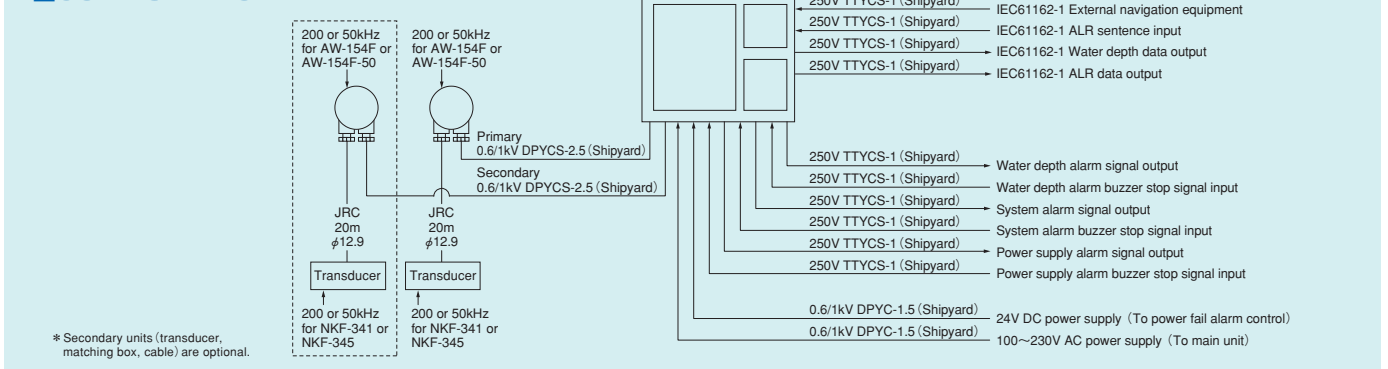 250V TTYCS-1 (Shipyard)
IEC61162-1 External navigation equipment
250V TTYCS-1 (Shipyard)
IEC61162-1 ALR sentence input
250V TTYCS-1 (Shipyard)
IEC61162-1 Water depth data output
250V TTYCS-1 (Shipyard)
IEC61162-1 ALR data output
200 or 50kHz
for AW-154F or
AW-154F-50
200 or 50kHz
for AW-154F or
AW-154F-50
Primary
0.6/1kV DPYCS-2.5 (Shipyard)
Secondary
0.6/1kV DPYCS-2.5 (Shipyard)
JRC
20m
φ12.9
JRC
20m
φ12.9
Transducer
Transducer
200 or 50kHz
for NKF-341 or
NKF-345
200 or 50kHz
for NKF-341 or
NKF-345
250V TTYCS-1 (Shipyard)
Water depth alarm signal output
250V TTYCS-1 (Shipyard)
Water depth alarm buzzer stop signal input
250V TTYCS-1 (Shipyard)
System alarm signal output
250V TTYCS-1 (Shipyard)
System alarm buzzer stop signal input
250V TTYCS-1 (Shipyard)
Power supply alarm signal output
250V TTYCS-1 (Shipyard)
Power supply alarm buzzer stop signal input
0.6/1kV DPYC-1.5 (Shipyard)
24V DC power supply (To power fail alarm control)
0.6/1kV DPYC-1.5 (Shipyard)
100~230V AC power supply (To main unit)
* Secondary units (transducer,
matching box, cable) are optional.